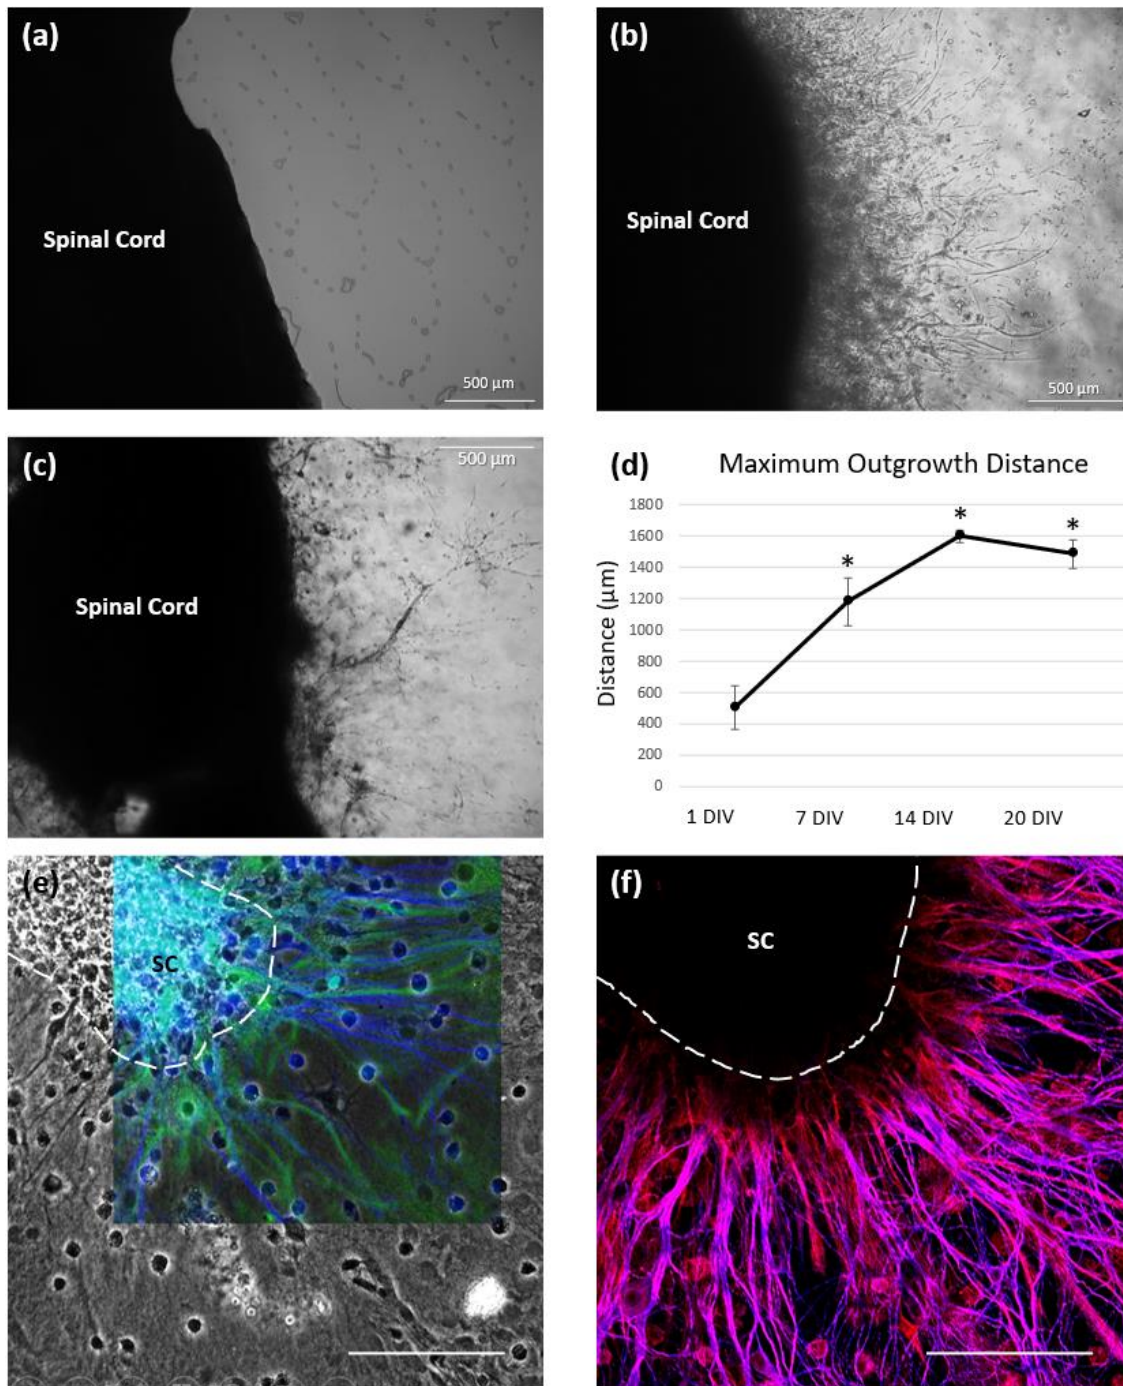 (a)
Spinal Cord
500 µm
(b)
Spinal Cord
500 µm
(c)
500 µm
Spinal Cord
(d)
Maximum Outgrowth Distance
Distance (µm)
1800
1600
1400
1200
1000
800
600
400
200
0
*
*
*
1 DIV
7 DIV
14 DIV
20 DIV
(e)
SC
(f)
SC